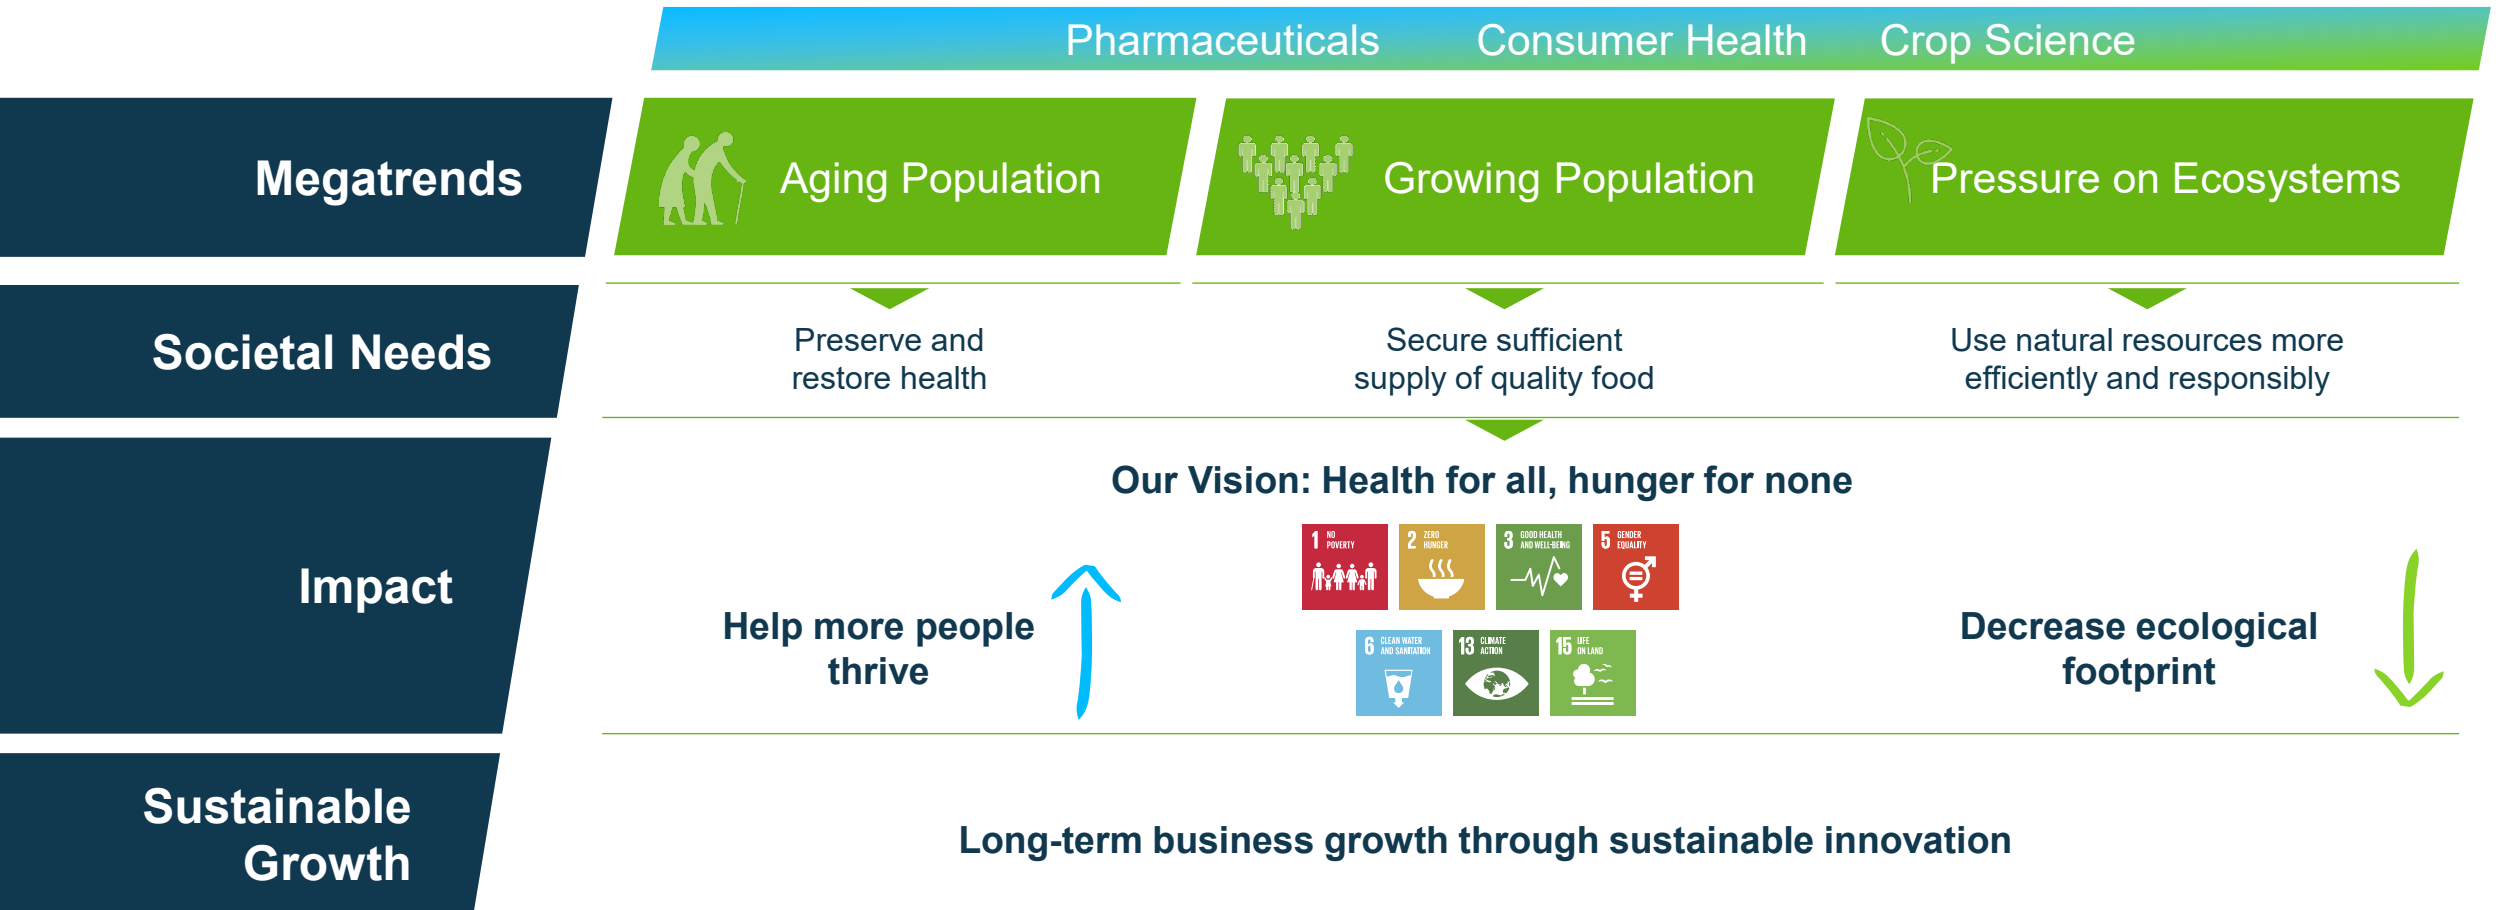 Pharmaceuticals Consumer Health Crop Science
Megatrends
Aging Population
Growing Population
Pressure on Ecosystems
Societal Needs
Preserve and
restore health
Secure sufficient
supply of quality food
Use natural resources more
efficiently and responsibly
Impact
Our Vision: Health for all, hunger for none
Help more people
thrive
1 NO
POVERTY
2 ZERO
HUNGER
3 GOOD HEALTH
AND WELL-BEING
5 GENDER
EQUALITY
6 CLEAN WATER
AND SANITATION
13 CLIMATE
ACTION
15 LIFE
ON LAND
Decrease ecological
footprint
Sustainable
Growth
Long-term business growth through sustainable innovation